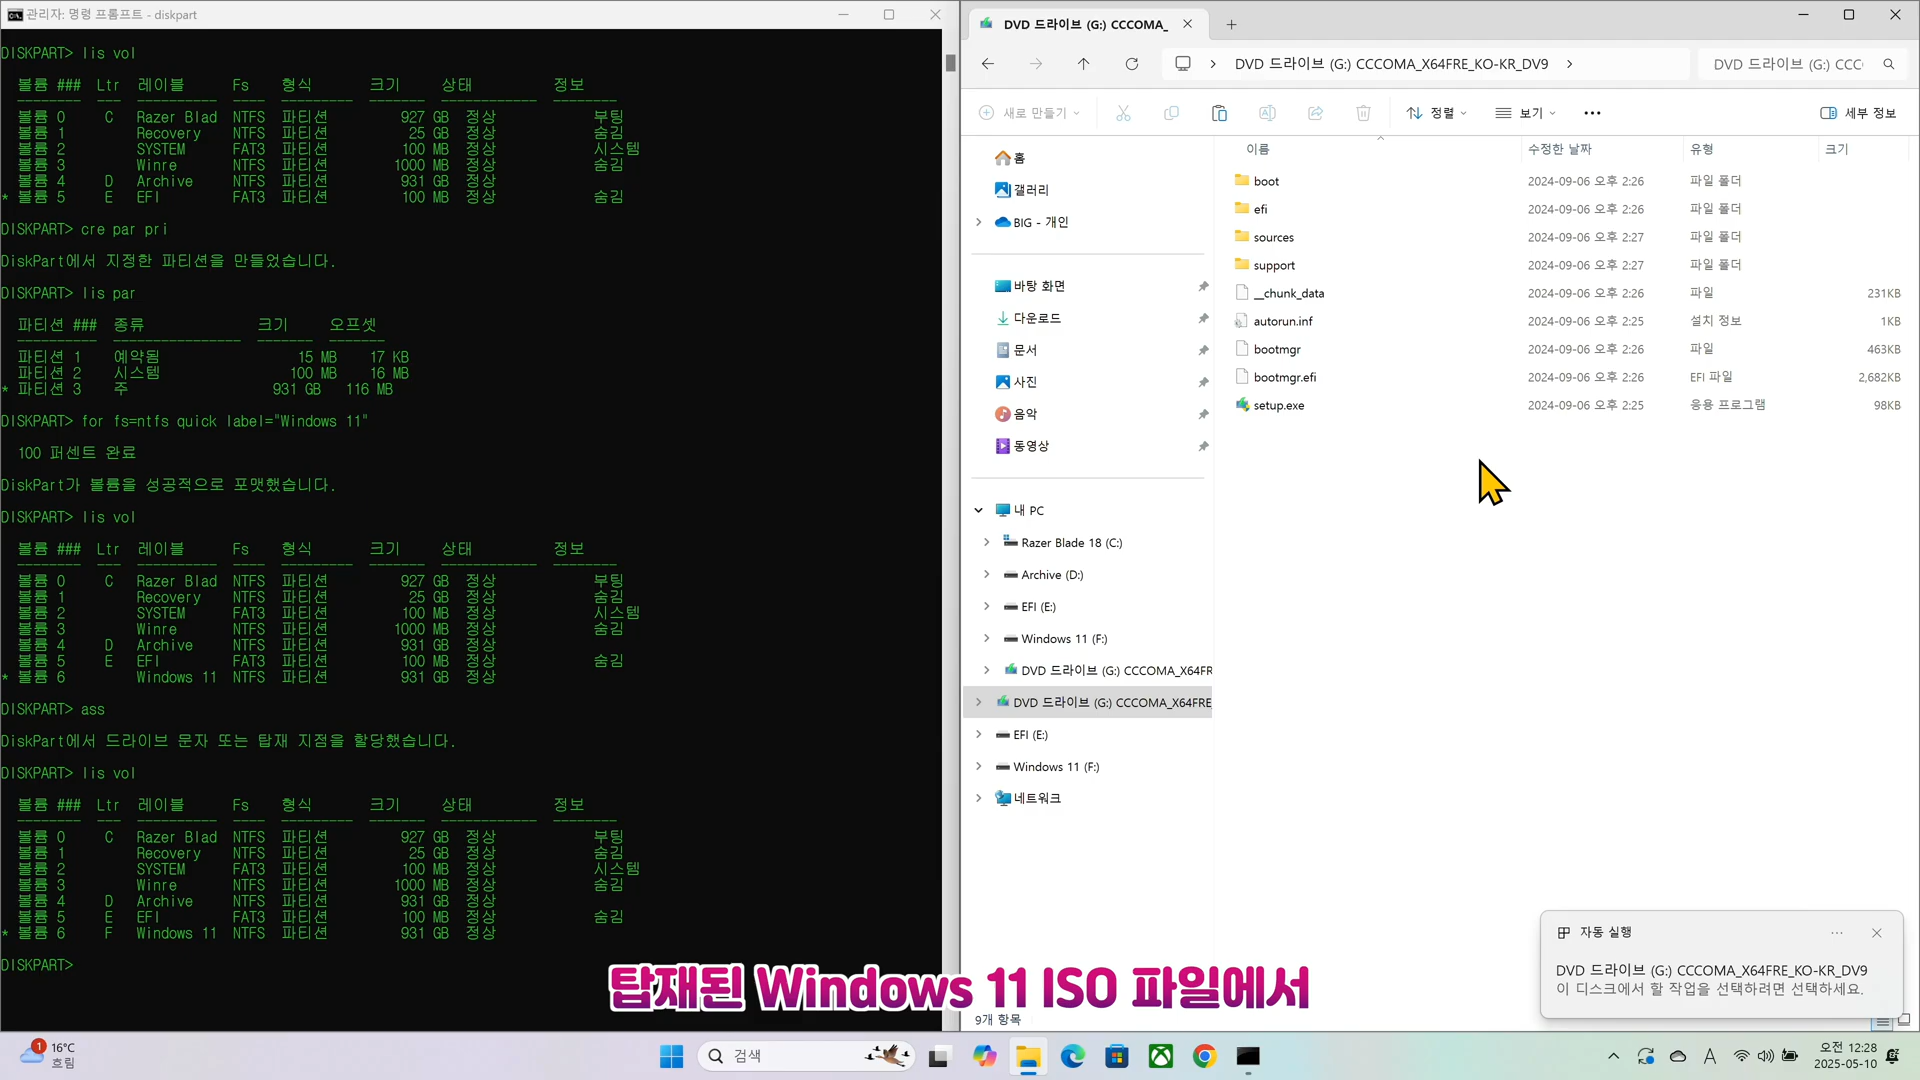 관리자: 명령 프롬프트 - diskpart
DISKPART> lis vol
볼륨 ### Ltr 레이블 Fs 형식 크기 상태 정보
---------- --- ----------- ----- ---------- ------- --------- --------
볼륨 0 C Razer Blad NTFS 파티션 927 GB 정상 부팅
볼륨 1 Recovery NTFS 파티션 25 GB 정상 숨김
볼륨 2 SYSTEM FAT3 파티션 100 MB 정상 시스템
볼륨 3 Winre NTFS 파티션 1000 MB 정상 숨김
볼륨 4 D Archive NTFS 파티션 931 GB 정상
* 볼륨 5 E EFI FAT3 파티션 100 MB 정상 숨김
DISKPART> cre par pri
DiskPart에서 지정한 파티션을 만들었습니다.
DISKPART> lis par
파티션 ### 종류 크기 오프셋
---------- ---------------- ------- -------
파티션 1 예약됨 15 MB 17 KB
파티션 2 시스템 100 MB 16 MB
* 파티션 3 주 931 GB 116 MB
DISKPART> for fs=ntfs quick label="Windows 11"
100 퍼센트 완료
DiskPart가 볼륨을 성공적으로 포맷했습니다.
DISKPART> lis vol
볼륨 ### Ltr 레이블 Fs 형식 크기 상태 정보
---------- --- ----------- ----- ---------- ------- --------- --------
볼륨 0 C Razer Blad NTFS 파티션 927 GB 정상 부팅
볼륨 1 Recovery NTFS 파티션 25 GB 정상 숨김
볼륨 2 SYSTEM FAT3 파티션 100 MB 정상 시스템
볼륨 3 Winre NTFS 파티션 1000 MB 정상 숨김
볼륨 4 D Archive NTFS 파티션 931 GB 정상
볼륨 5 E EFI FAT3 파티션 100 MB 정상 숨김
* 볼륨 6 Windows 11 NTFS 파티션 931 GB 정상
DISKPART> ass
DiskPart에서 드라이브 문자 또는 탑재 지점을 할당했습니다.
DISKPART> lis vol
볼륨 ### Ltr 레이블 Fs 형식 크기 상태 정보
---------- --- ----------- ----- ---------- ------- --------- --------
볼륨 0 C Razer Blad NTFS 파티션 927 GB 정상 부팅
볼륨 1 Recovery NTFS 파티션 25 GB 정상 숨김
볼륨 2 SYSTEM FAT3 파티션 100 MB 정상 시스템
볼륨 3 Winre NTFS 파티션 1000 MB 정상 숨김
볼륨 4 D Archive NTFS 파티션 931 GB 정상
볼륨 5 E EFI FAT3 파티션 100 MB 정상 숨김
* 볼륨 6 F Windows 11 NTFS 파티션 931 GB 정상
DISKPART>
DVD 드라이브 (G:) CCCOMA_
DVD 드라이브 (G:) CCCOMA_X64FRE_KO-KR_DV9
DVD 드라이브 (G:) CCC
새로 만들기
정렬
보기
세부 정보
홈
갤러리
BIG - 개인
바탕 화면
다운로드
문서
사진
음악
동영상
내 PC
Razer Blade 18 (C:)
Archive (D:)
EFI (E:)
Windows 11 (F:)
DVD 드라이브 (G:) CCCOMA_X64FR
DVD 드라이브 (G:) CCCOMA_X64FRE
EFI (E:)
Windows 11 (F:)
네트워크
이름 수정한 날짜 유형 크기
boot 2024-09-06 오후 2:26 파일 폴더
efi 2024-09-06 오후 2:26 파일 폴더
sources 2024-09-06 오후 2:27 파일 폴더
support 2024-09-06 오후 2:27 파일 폴더
__chunk_data 2024-09-06 오후 2:26 파일 231KB
autorun.inf 2024-09-06 오후 2:25 설치 정보 1KB
bootmgr 2024-09-06 오후 2:26 파일 463KB
bootmgr.efi 2024-09-06 오후 2:26 EFI 파일 2,682KB
setup.exe 2024-09-06 오후 2:25 응용 프로그램 98KB
자동 실행
DVD 드라이브 (G:) CCCOMA_X64FRE_KO-KR_DV9
이 디스크에서 할 작업을 선택하려면 선택하세요.
탑재된 Windows 11 ISO 파일에서
9개 항목
1
16°C
흐림
검색
A
오전 12:28
2025-05-10